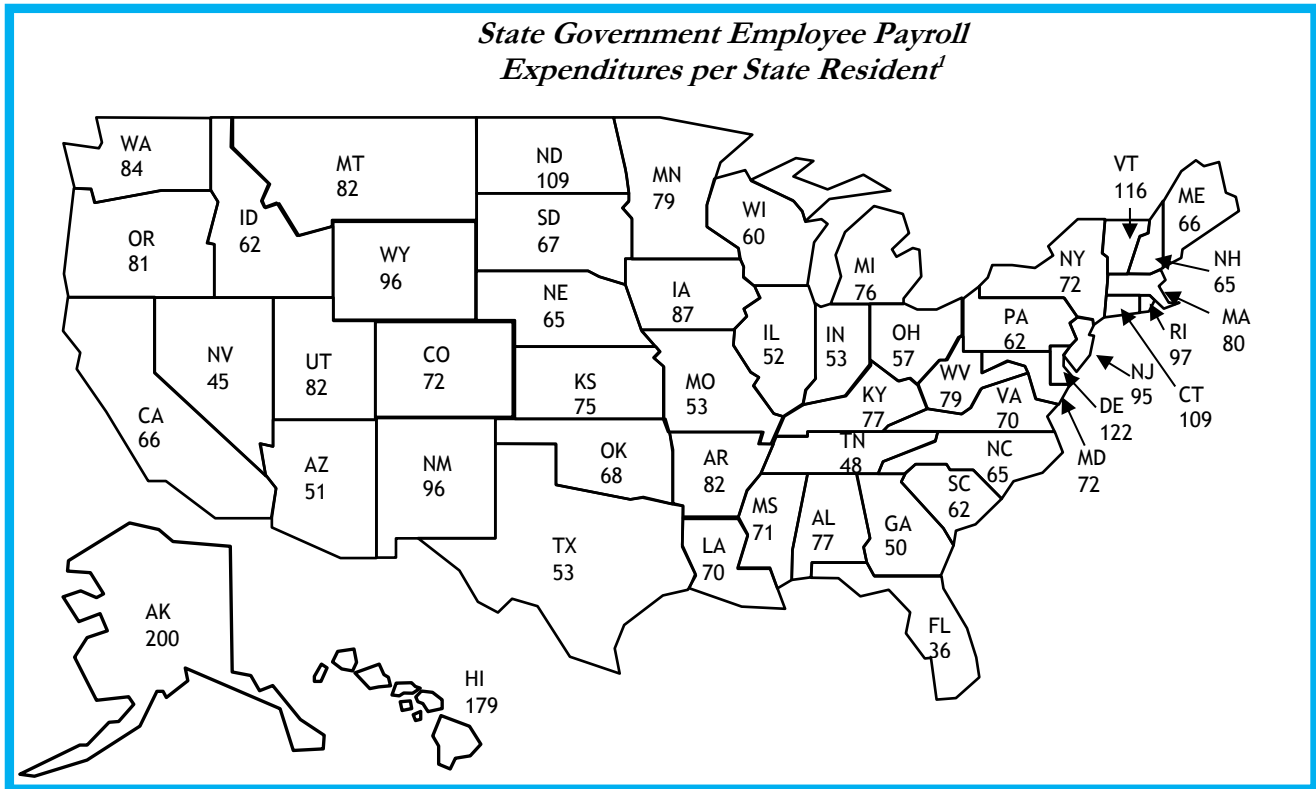 State Government Employee Payroll
Expenditures per State Resident¹
WA
84
MT
82
ND
109
MN
79
VT
116
ME
66
OR
81
ID
62
SD
67
WI
60
WY
96
MI
76
NY
72
NH
65
NE
65
IA
87
MA
80
PA
62
RI
97
NV
45
UT
82
CO
72
IL
52
IN
53
OH
57
NJ
95
CT
109
KS
75
MO
53
WV
79
KY
77
VA
70
DE
122
CA
66
MD
72
TN
48
NC
65
AZ
51
NM
96
OK
68
AR
82
SC
62
MS
71
AL
77
GA
50
TX
53
LA
70
FL
36
AK
200
HI
179